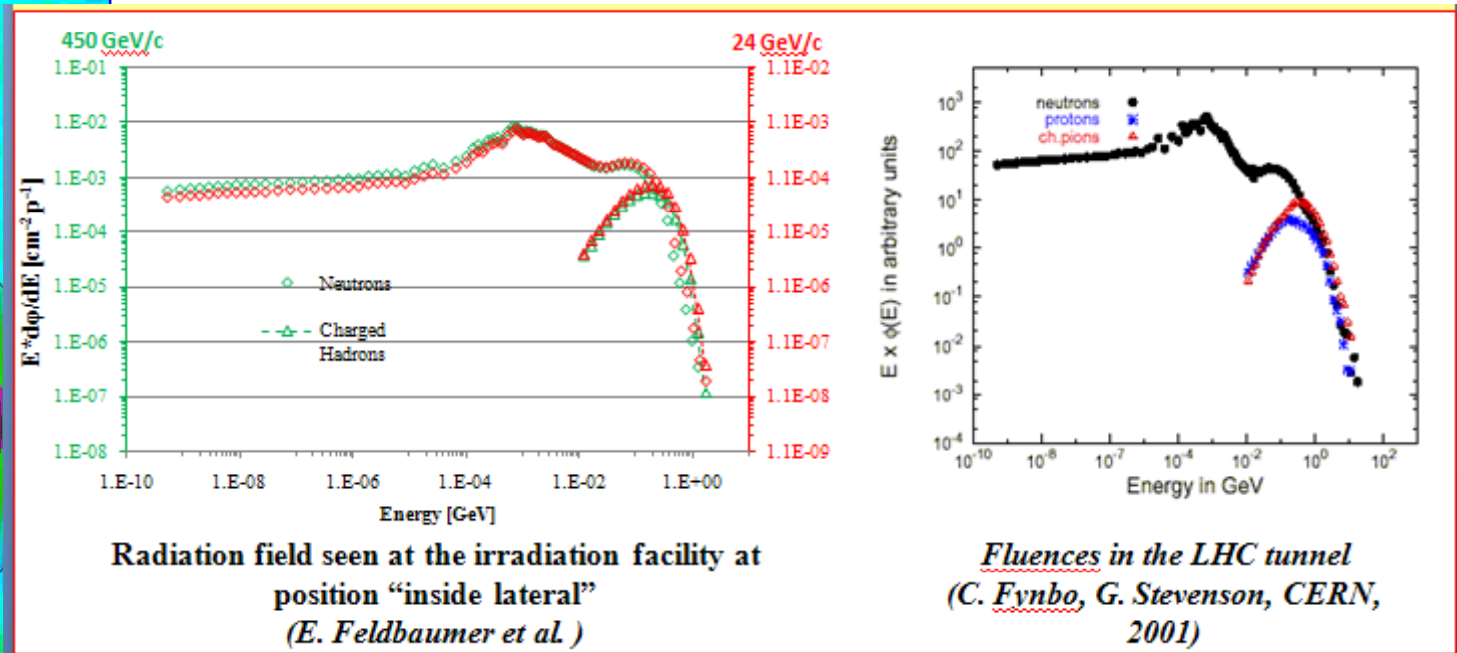 450 GeV/c
24 GeV/c
1.E-01
1.E-02
1.E-03
1.E-04
1.E-05
1.E-06
1.E-07
1.E-08
E*dφ/dE [cm⁻² p⁻¹]
1.1E-02
1.1E-03
1.1E-04
1.1E-05
1.1E-06
1.1E-07
1.1E-08
1.1E-09
Neutrons
Charged
Hadrons
1.E-10 1.E-08 1.E-06 1.E-04 1.E-02 1.E+00
Energy [GeV]
Radiation field seen at the irradiation facility at
position “inside lateral”
(E. Feldbaumer et al. )
neutrons
protons
ch.pions
10³
10²
10¹
10⁰
10⁻¹
10⁻²
10⁻³
10⁻⁴
E x ϕ(E) in arbitrary units
10⁻¹⁰ 10⁻⁸ 10⁻⁶ 10⁻⁴ 10⁻² 10⁰ 10²
Energy in GeV
Fluences in the LHC tunnel
(C. Fynbo, G. Stevenson, CERN,
2001)